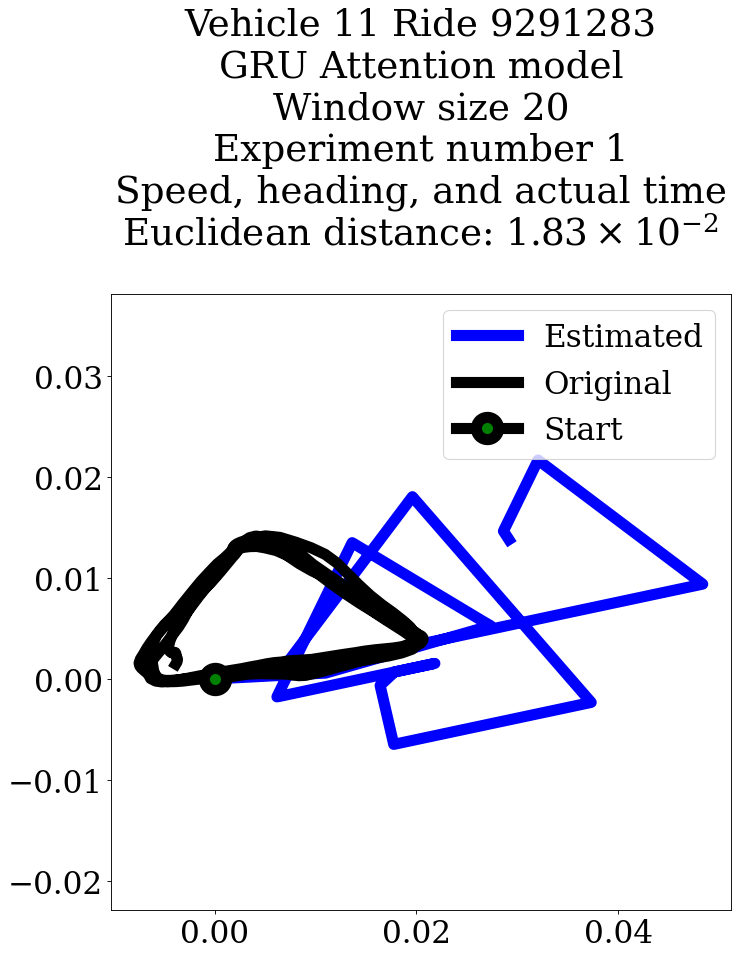 Vehicle 11 Ride 9291283
GRU Attention model
Window size 20
Experiment number 1
Speed, heading, and actual time
Euclidean distance: 1.83 × 10⁻²
Estimated
Original
Start
0.03
0.02
0.01
0.00
−0.01
−0.02
0.00 0.02 0.04